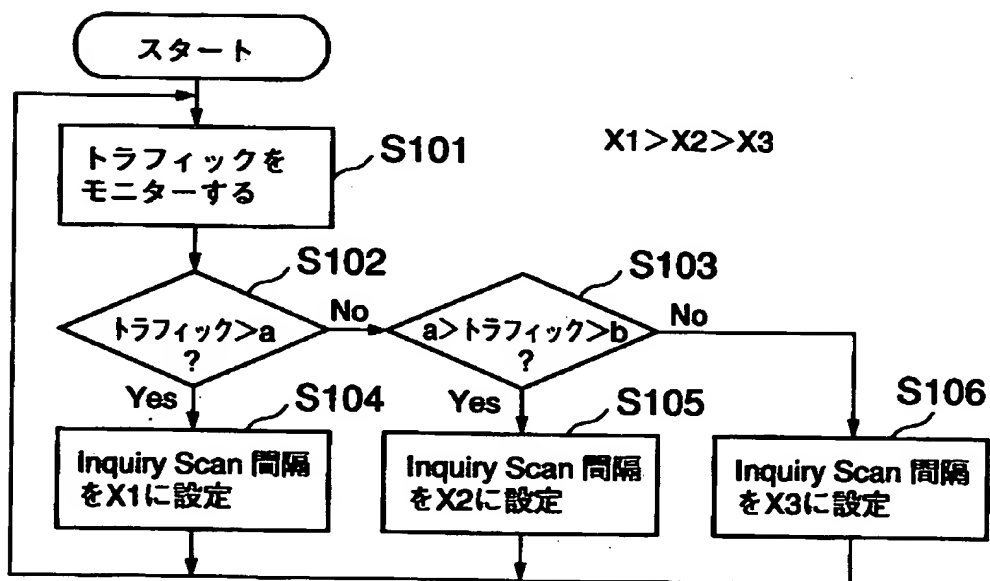 スタート
トラフィックを
モニターする
S101
X1>X2>X3
S102
トラフィック>a
?
No
Yes
S103
a>トラフィック>b
?
No
Yes
S104
Inquiry Scan 間隔
をX1に設定
S105
Inquiry Scan 間隔
をX2に設定
S106
Inquiry Scan 間隔
をX3に設定